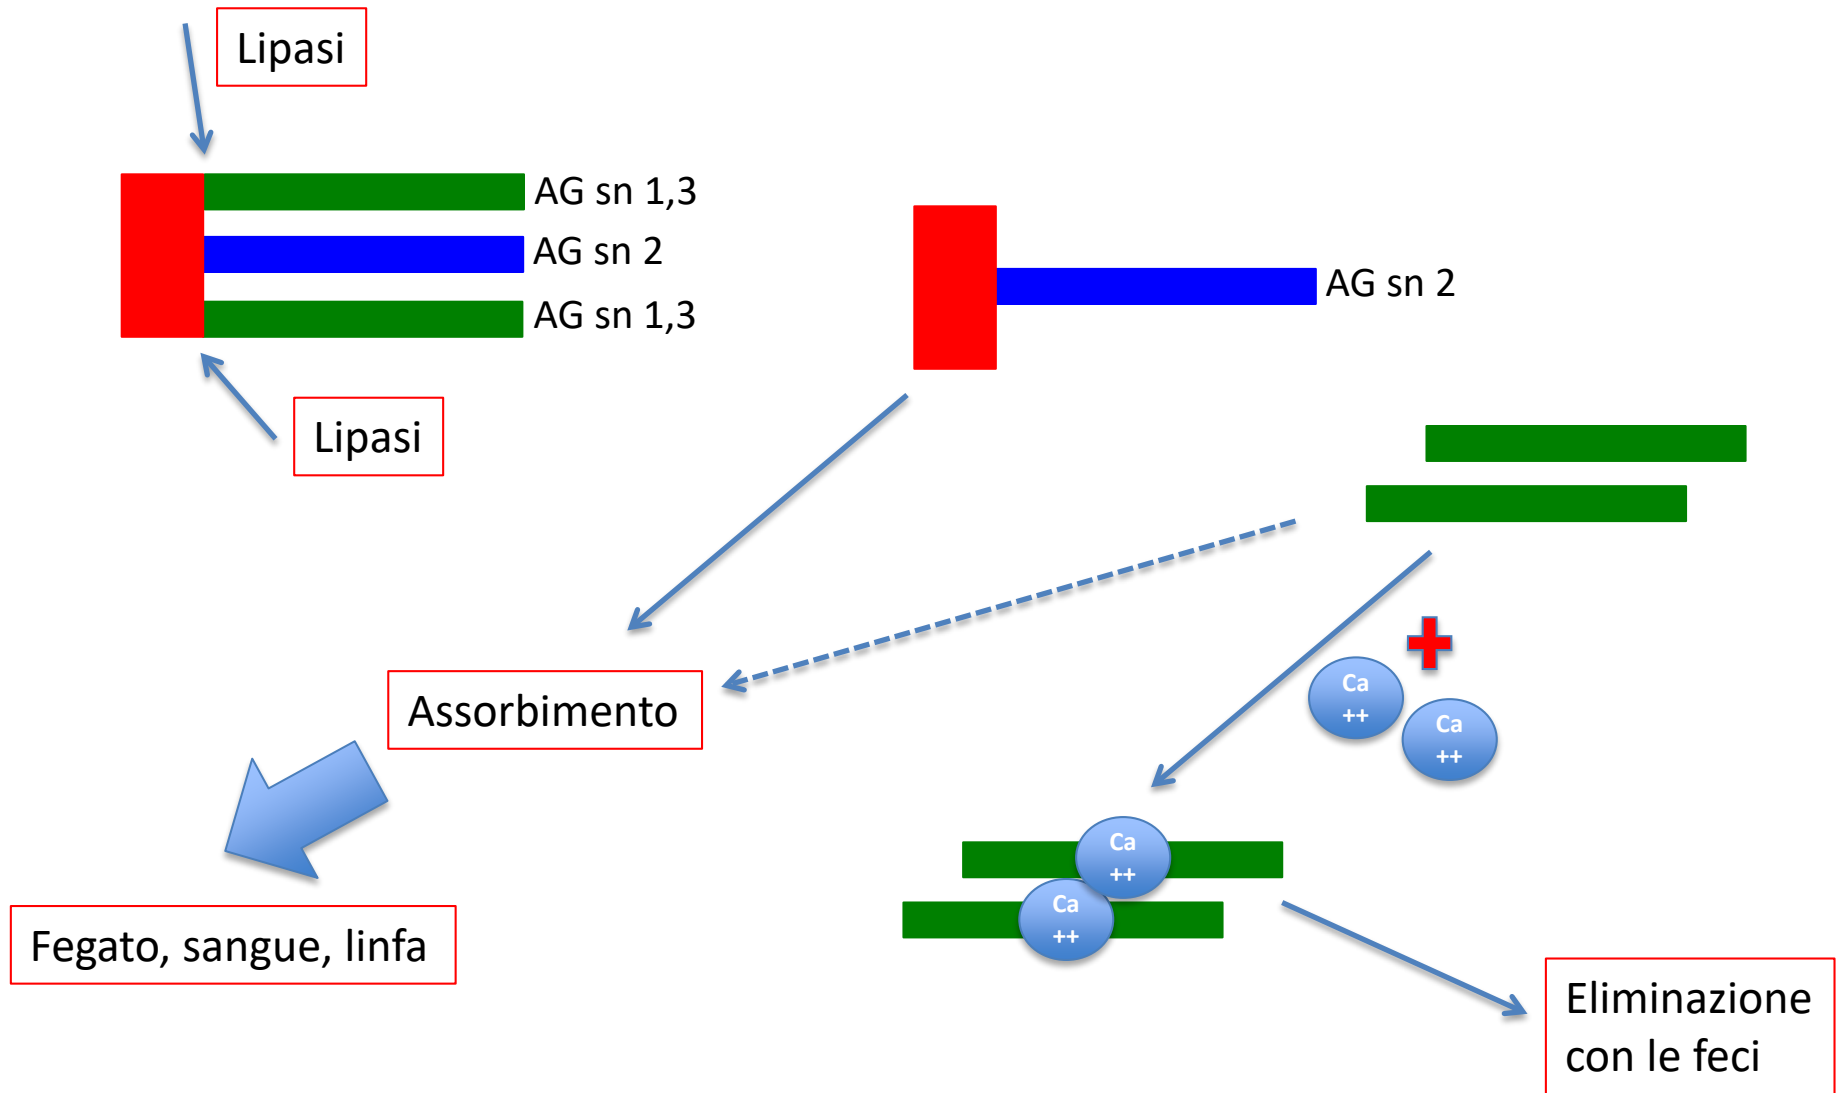 Lipasi
AG sn 1,3
AG sn 2
AG sn 1,3
AG sn 2
Lipasi
Ca
++
Ca
++
Assorbimento
Ca
++
Ca
++
Fegato, sangue, linfa
Eliminazione
con le feci